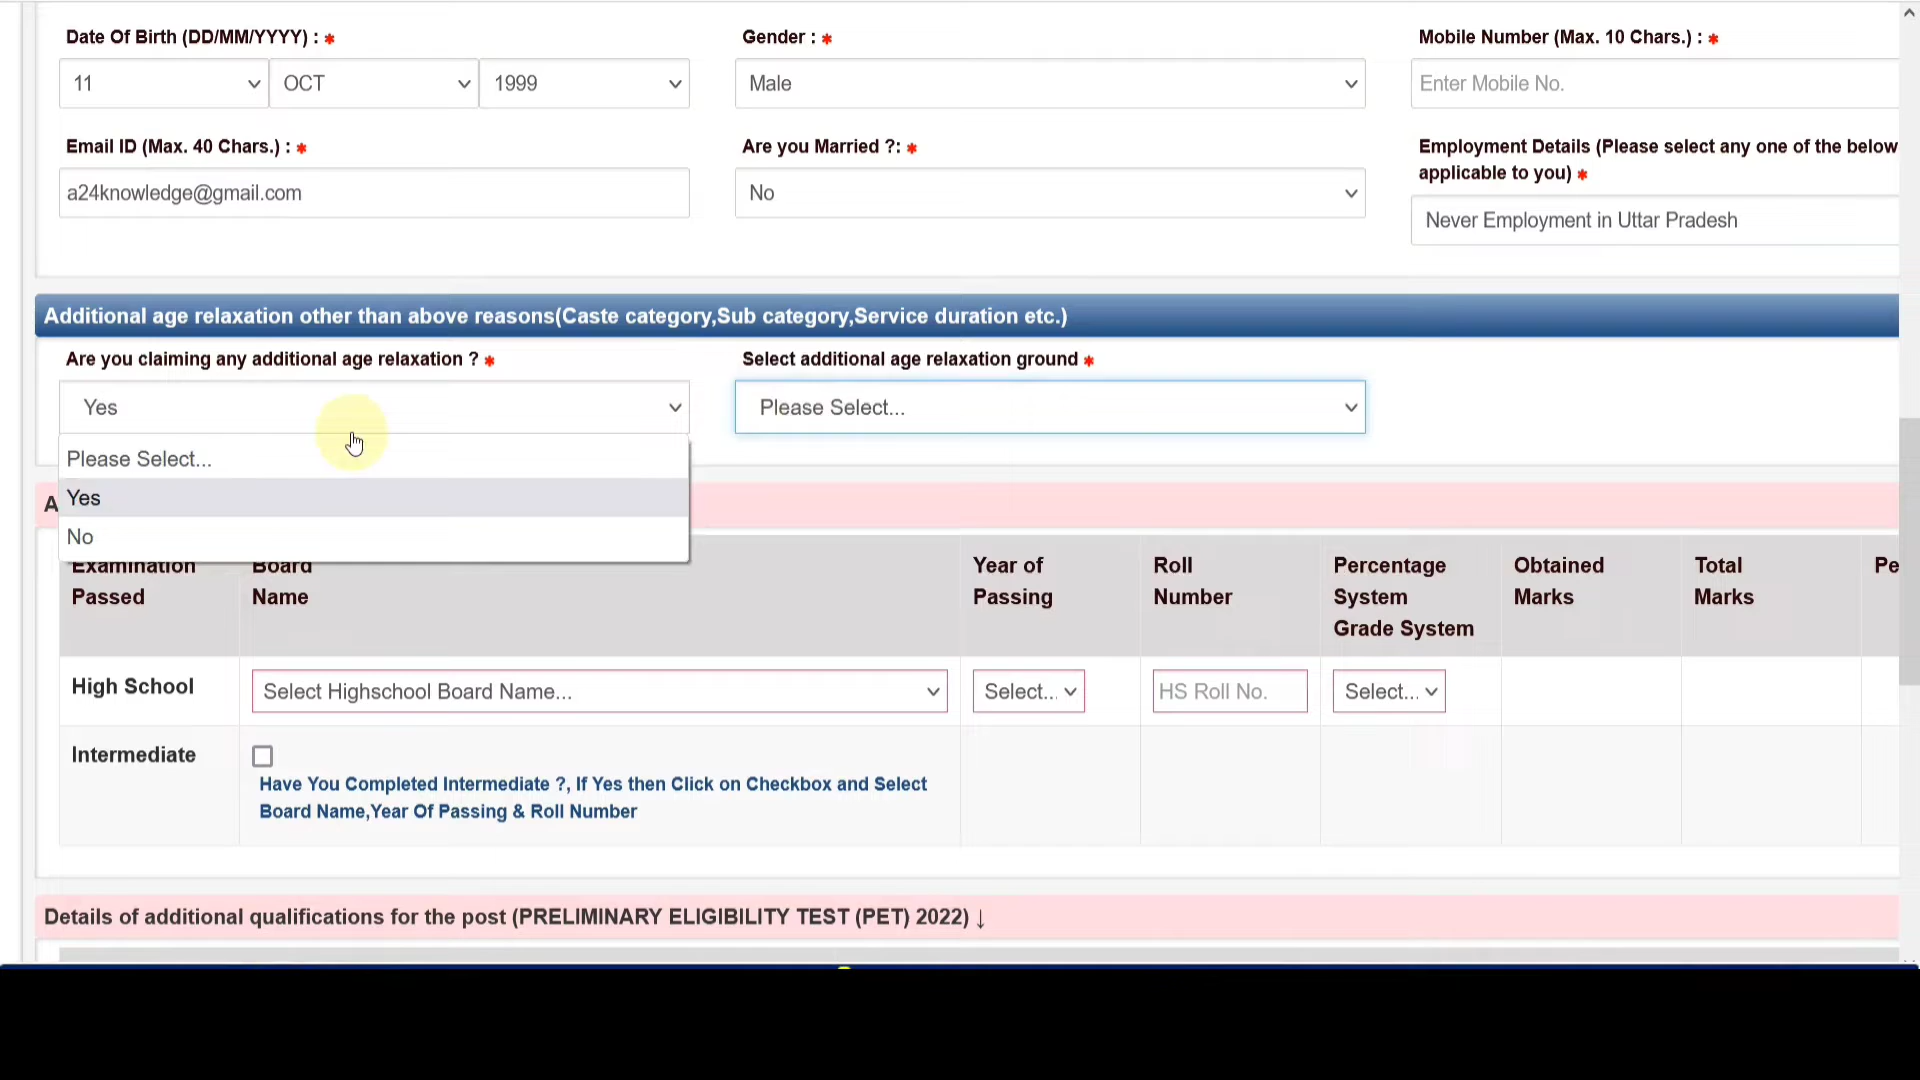 Date Of Birth (DD/MM/YYYY) : *
Gender : *
Mobile Number (Max. 10 Chars.) : *
11
OCT
1999
Male
Enter Mobile No.
Email ID (Max. 40 Chars.) : *
Are you Married ?: *
Employment Details (Please select any one of the below
applicable to you) *
a24knowledge@gmail.com
No
Never Employment in Uttar Pradesh
Additional age relaxation other than above reasons(Caste category,Sub category,Service duration etc.)
Are you claiming any additional age relaxation ? *
Select additional age relaxation ground *
Yes
Please Select...
Please Select...
Yes
No
Examination
Passed
Board
Name
Year of
Passing
Roll
Number
Percentage
System
Grade System
Obtained
Marks
Total
Marks
High School
Select Highschool Board Name...
Select...
HS Roll No.
Select...
Intermediate
Have You Completed Intermediate ?, If Yes then Click on Checkbox and Select
Board Name,Year Of Passing & Roll Number
Details of additional qualifications for the post (PRELIMINARY ELIGIBILITY TEST (PET) 2022) ↓